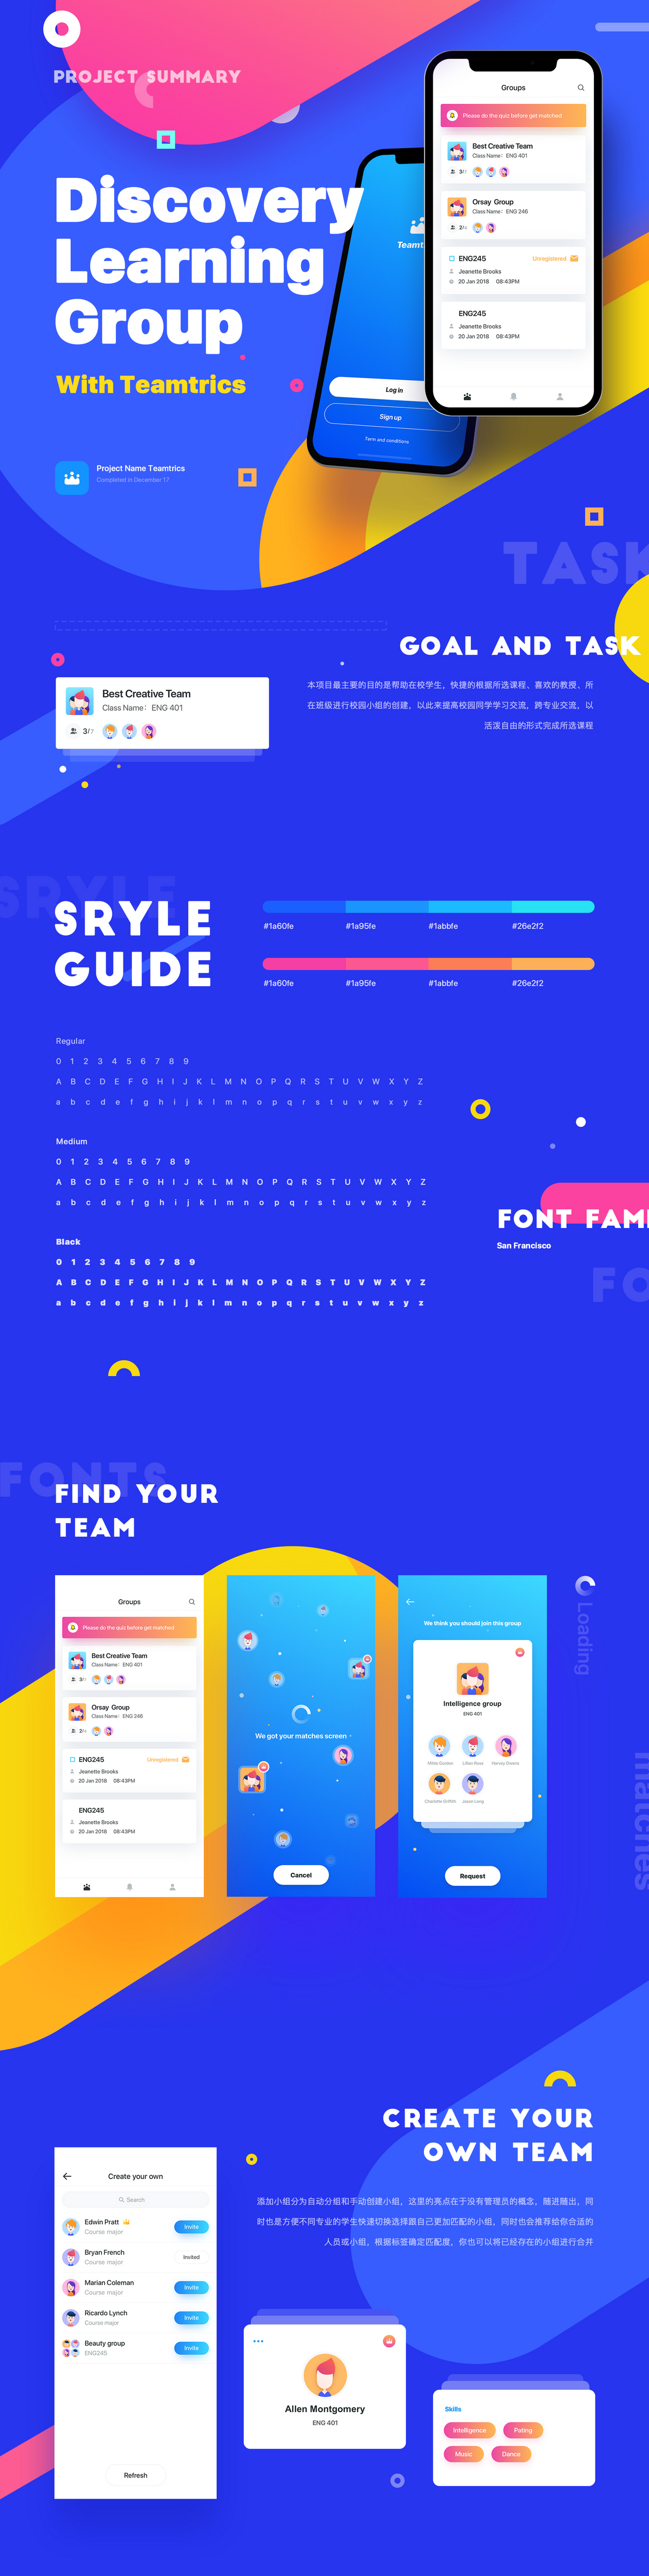 PROJECT SUMMARY
Discovery
Learning
Group
With Teamtrics
Project Name Teamtrics
Completed in December 17
Log in
Sign up
Term and conditions
Groups
Please do the quiz before get matched
Best Creative Team
Class Name: ENG 401
3/7
Orsay Group
Class Name: ENG 246
2/4
ENG245
Unregistered
Jeanette Brooks
20 Jan 2018 08:43PM
ENG245
Jeanette Brooks
20 Jan 2018 08:43PM
TASK
GOAL AND TASK
Best Creative Team
Class Name: ENG 401
3/7
本项目最主要的目的是帮助在校学生，快捷的根据所选课程、喜欢的教授、所
在班级进行校园小组的创建，以此来提高校园同学学习交流，跨专业交流，以
活泼自由的形式完成所选课程
SRYLE
SRYLE
GUIDE
#1a60fe #1a95fe #1abbfe #26e2f2
#1a60fe #1a95fe #1abbfe #26e2f2
Regular
0 1 2 3 4 5 6 7 8 9
A B C D E F G H I J K L M N O P Q R S T U V W X Y Z
a b c d e f g h i j k l m n o p q r s t u v w x y z
Medium
0 1 2 3 4 5 6 7 8 9
A B C D E F G H I J K L M N O P Q R S T U V W X Y Z
a b c d e f g h i j k l m n o p q r s t u v w x y z
Black
0 1 2 3 4 5 6 7 8 9
A B C D E F G H I J K L M N O P Q R S T U V W X Y Z
a b c d e f g h i j k l m n o p q r s t u v w x y z
FONT FAMI
San Francisco
FO
FONTS
FIND YOUR
TEAM
Groups
Please do the quiz before get matched
Best Creative Team
Class Name: ENG 401
3/7
Orsay Group
Class Name: ENG 246
2/4
ENG245
Unregistered
Jeanette Brooks
20 Jan 2018 08:43PM
ENG245
Jeanette Brooks
20 Jan 2018 08:43PM
We got your matches screen
Cancel
We think you should join this group
Intelligence group
ENG 401
Lillian Rose
Harvey Owens
Charlotte Griffith
Jessie Long
Request
Loading
matches
CREATE YOUR
OWN TEAM
添加小组分为自动分组和手动创建小组，这里的亮点在于没有管理员的概念，随进随出，同
时也是方便不同专业的学生快速切换选择跟自己更加匹配的小组，同时也会推荐给你合适的
人员或小组，根据标签确定匹配度，你也可以将已经存在的小组进行合并
Create your own
Search
Edwin Pratt
Course major
Invite
Bryan French
Course major
Invited
Marian Coleman
Course major
Invite
Ricardo Lynch
Course major
Invite
Beauty group
ENG245
Invite
Refresh
Allen Montgomery
ENG 401
Skills
Intelligence
Pating
Music
Dance